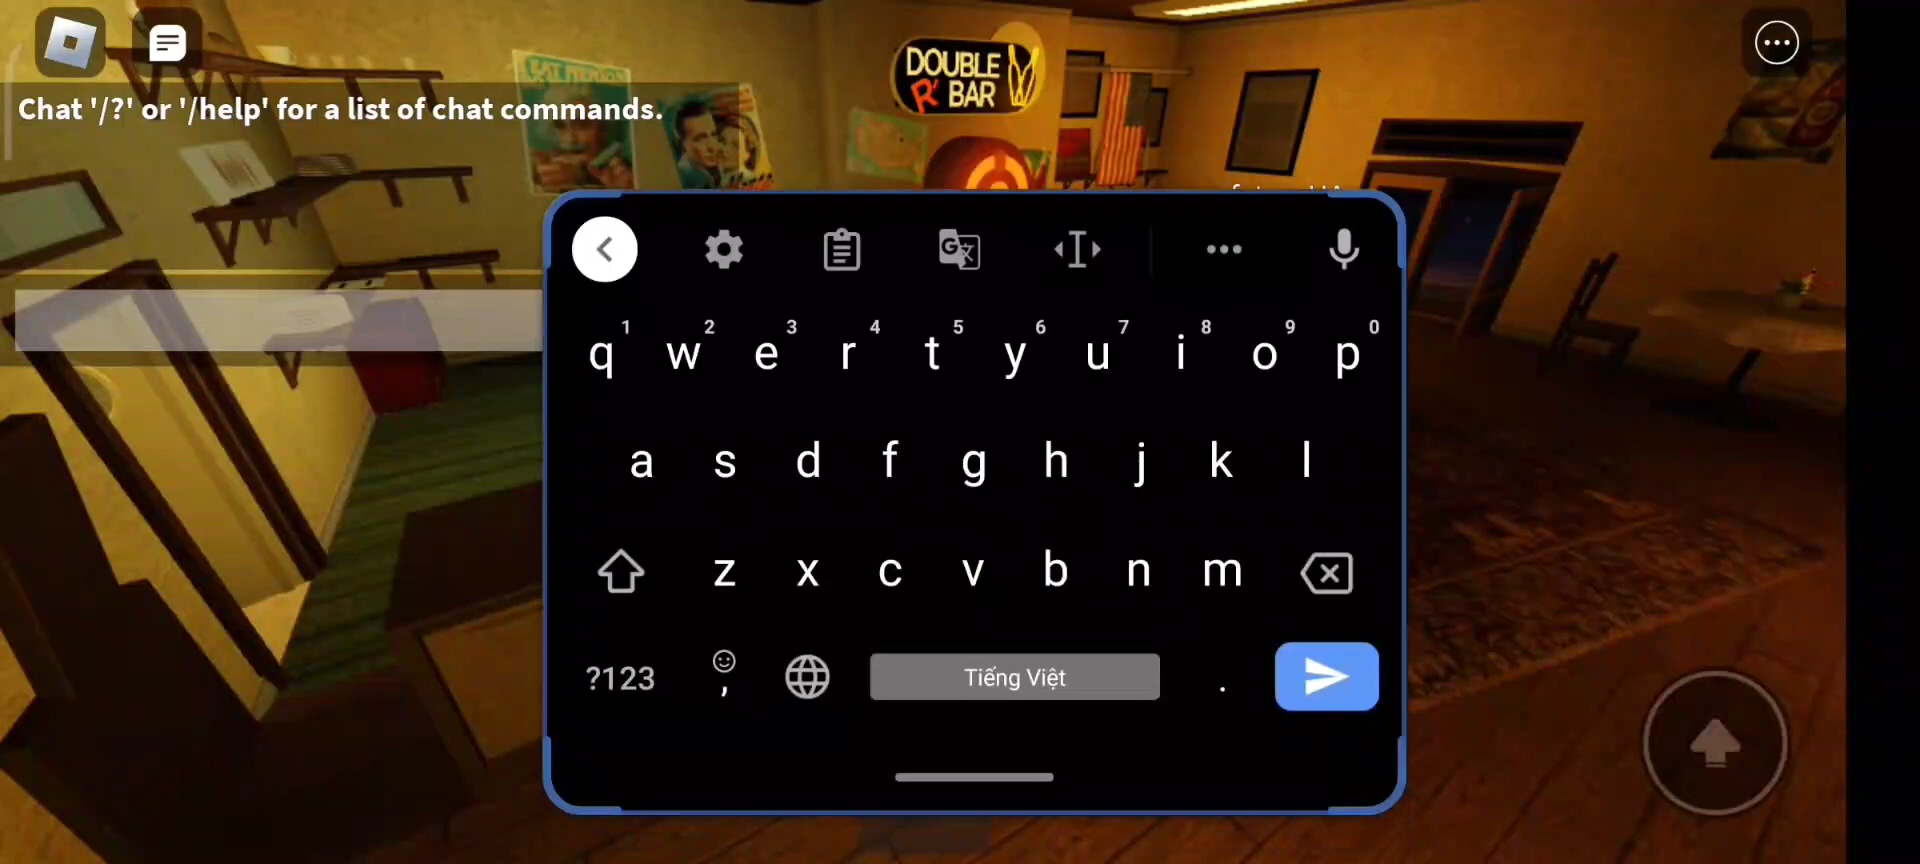 DOUBLE
R' BAR
Chat '/?' or '/help' for a list of chat commands.
q 1 w 2 e 3 r 4 t 5 y 6 u 7 i 8 o 9 p 0
a s d f g h j k l
z x c v b n m
?123 , Tiếng Việt .